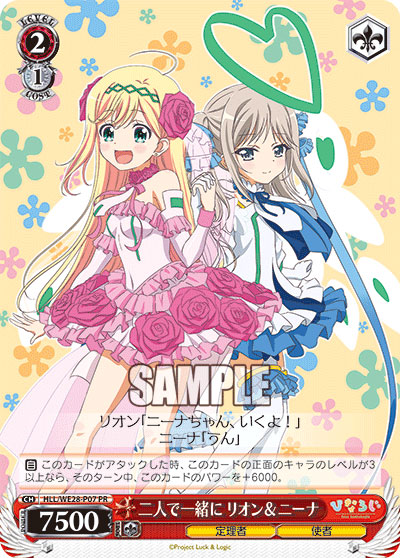 LEVEL
2
1
COST
SAMPLE
リオン「ニーナちゃん、いくよ！」
ニーナ「うん」
このカードがアタックした時、このカードの正面のキャラのレベルが3
以上なら、そのターン中、このカードのパワーを+6000。
CH HLL/WE28-P07 PR
7500
二人で一緒に リオン&ニーナ
ひなろじ
定理者
使者
©Project Luck & Logic